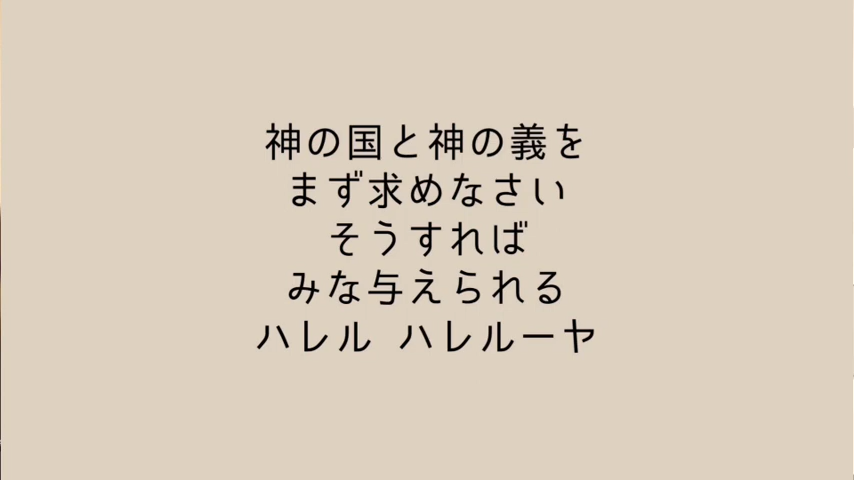 神の国と神の義を
まず求めなさい
そうすれば
みな与えられる
ハレル ハレルーヤ